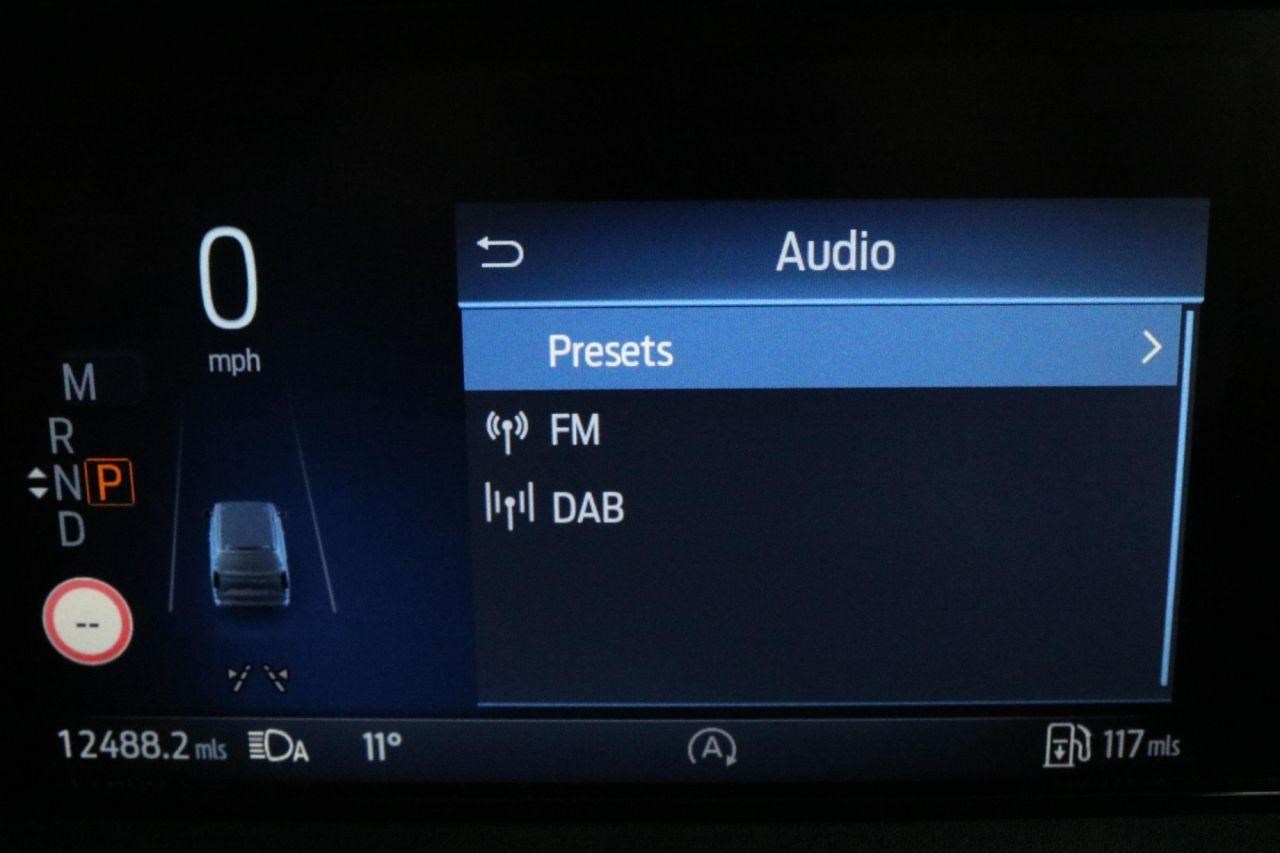 0
mph
M
R
N P
D
--
Audio
Presets
FM
DAB
12488.2 mls
A
11°
A
117 mls